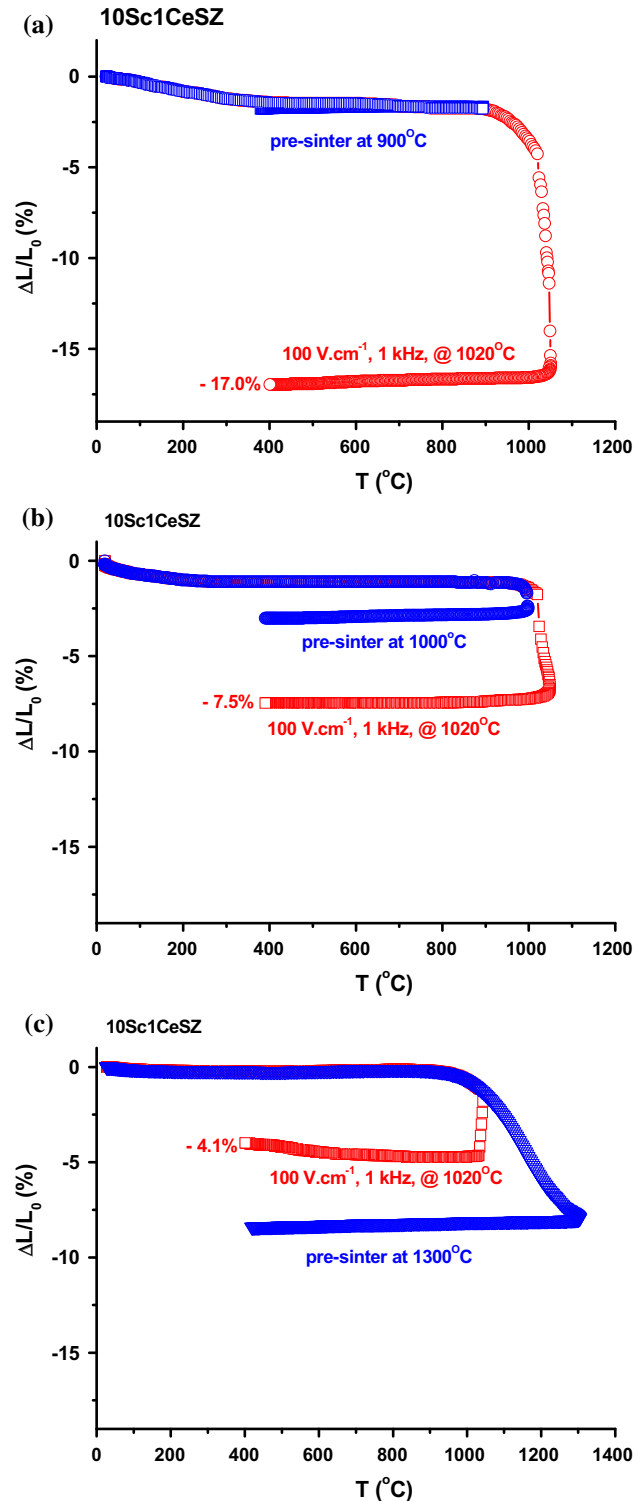 (a)
10Sc1CeSZ
0
-5
-10
-15
ΔL/L₀ (%)
pre-sinter at 900°C
100 V.cm⁻¹, 1 kHz, @ 1020°C
- 17.0%
0 200 400 600 800 1000 1200
T (°C)
(b)
10Sc1CeSZ
0
-5
-10
-15
ΔL/L₀ (%)
pre-sinter at 1000°C
- 7.5%
100 V.cm⁻¹, 1 kHz, @ 1020°C
0 200 400 600 800 1000 1200
T (°C)
(c)
10Sc1CeSZ
0
-5
-10
-15
ΔL/L₀ (%)
- 4.1%
100 V.cm⁻¹, 1 kHz, @ 1020°C
pre-sinter at 1300°C
0 200 400 600 800 1000 1200 1400
T (°C)